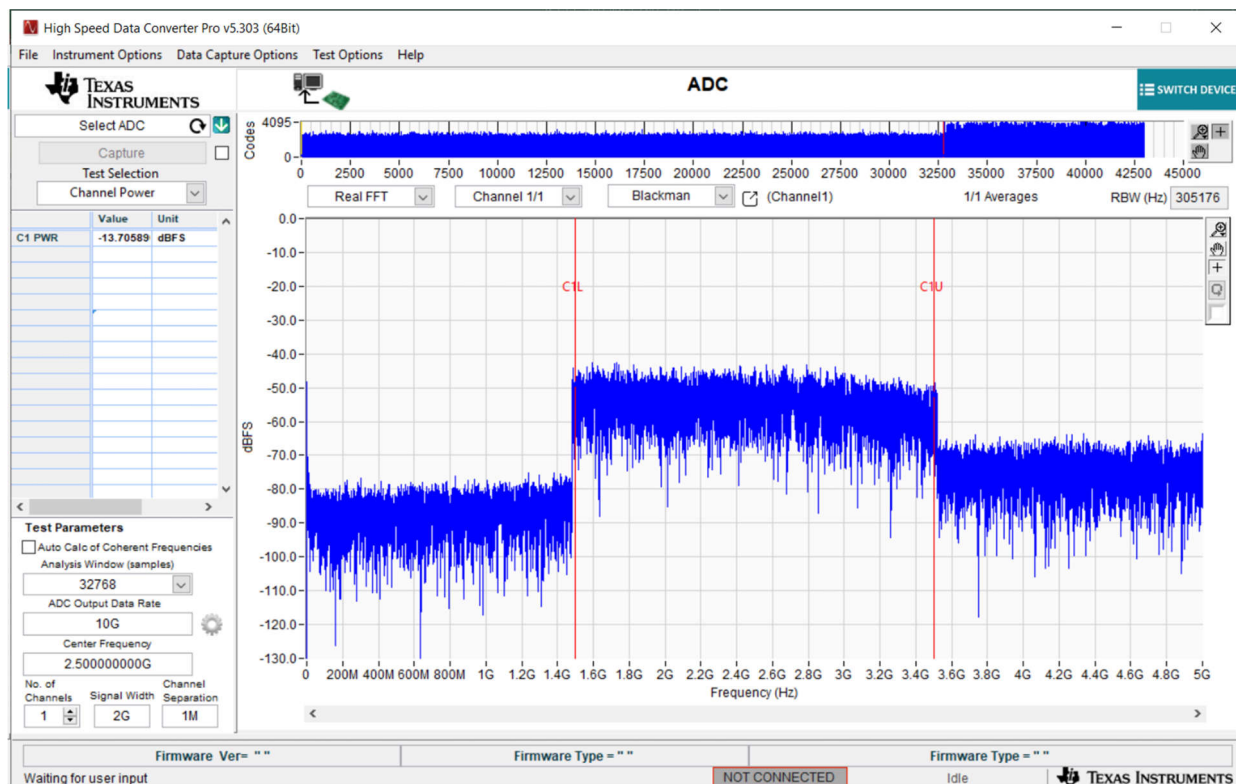 High Speed Data Converter Pro v5.303 (64Bit)
File Instrument Options Data Capture Options Test Options Help
TEXAS
INSTRUMENTS
ADC
SWITCH DEVICE
Select ADC
Capture
Test Selection
Channel Power
Value Unit
C1 PWR -13.70589 dBFS
Codes
4095
0
0 2500 5000 7500 10000 12500 15000 17500 20000 22500 25000 27500 30000 32500 35000 37500 40000 42500 45000
Real FFT Channel 1/1 Blackman (Channel1) 1/1 Averages RBW (Hz) 305176
0.0
-10.0
-20.0
-30.0
-40.0
-50.0
-60.0
-70.0
-80.0
-90.0
-100.0
-110.0
-120.0
-130.0
dBFS
C1L
C1U
0 200M 400M 600M 800M 1G 1.2G 1.4G 1.6G 1.8G 2G 2.2G 2.4G 2.6G 2.8G 3G 3.2G 3.4G 3.6G 3.8G 4G 4.2G 4.4G 4.6G 4.8G 5G
Frequency (Hz)
Test Parameters
Auto Calc of Coherent Frequencies
Analysis Window (samples)
32768
ADC Output Data Rate
10G
Center Frequency
2.500000000G
No. of
Channels
Signal Width
Channel
Separation
1 2G 1M
Firmware Ver= " " Firmware Type = " " Firmware Type = " "
Waiting for user input NOT CONNECTED Idle TEXAS INSTRUMENTS